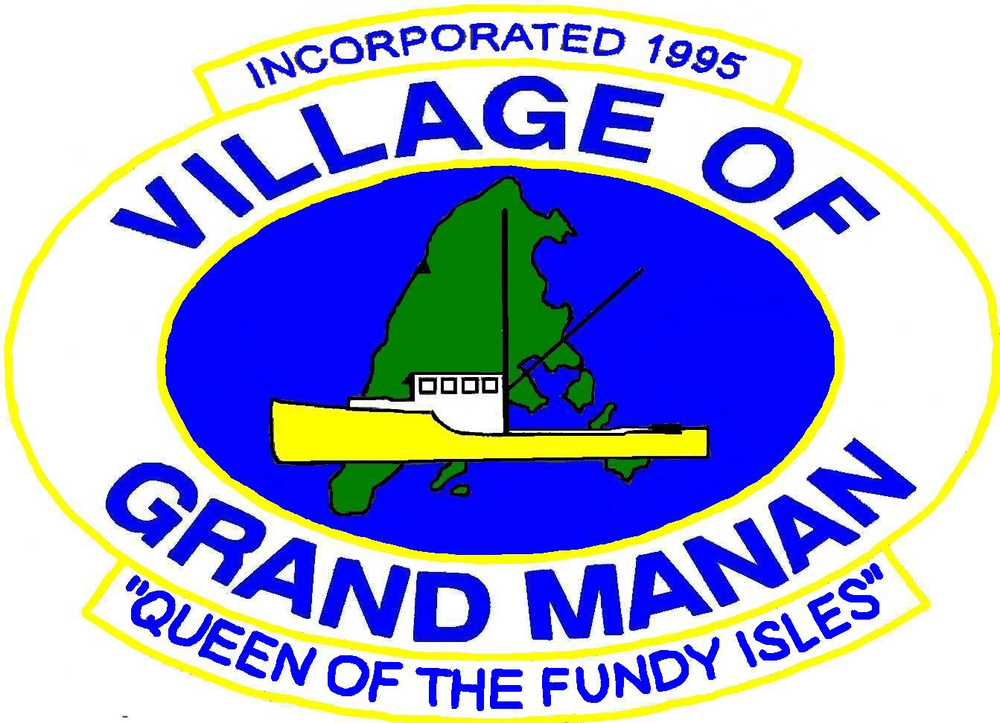 INCORPORATED 1995
VILLAGE OF
GRAND MANAN
"QUEEN OF THE FUNDY ISLES"